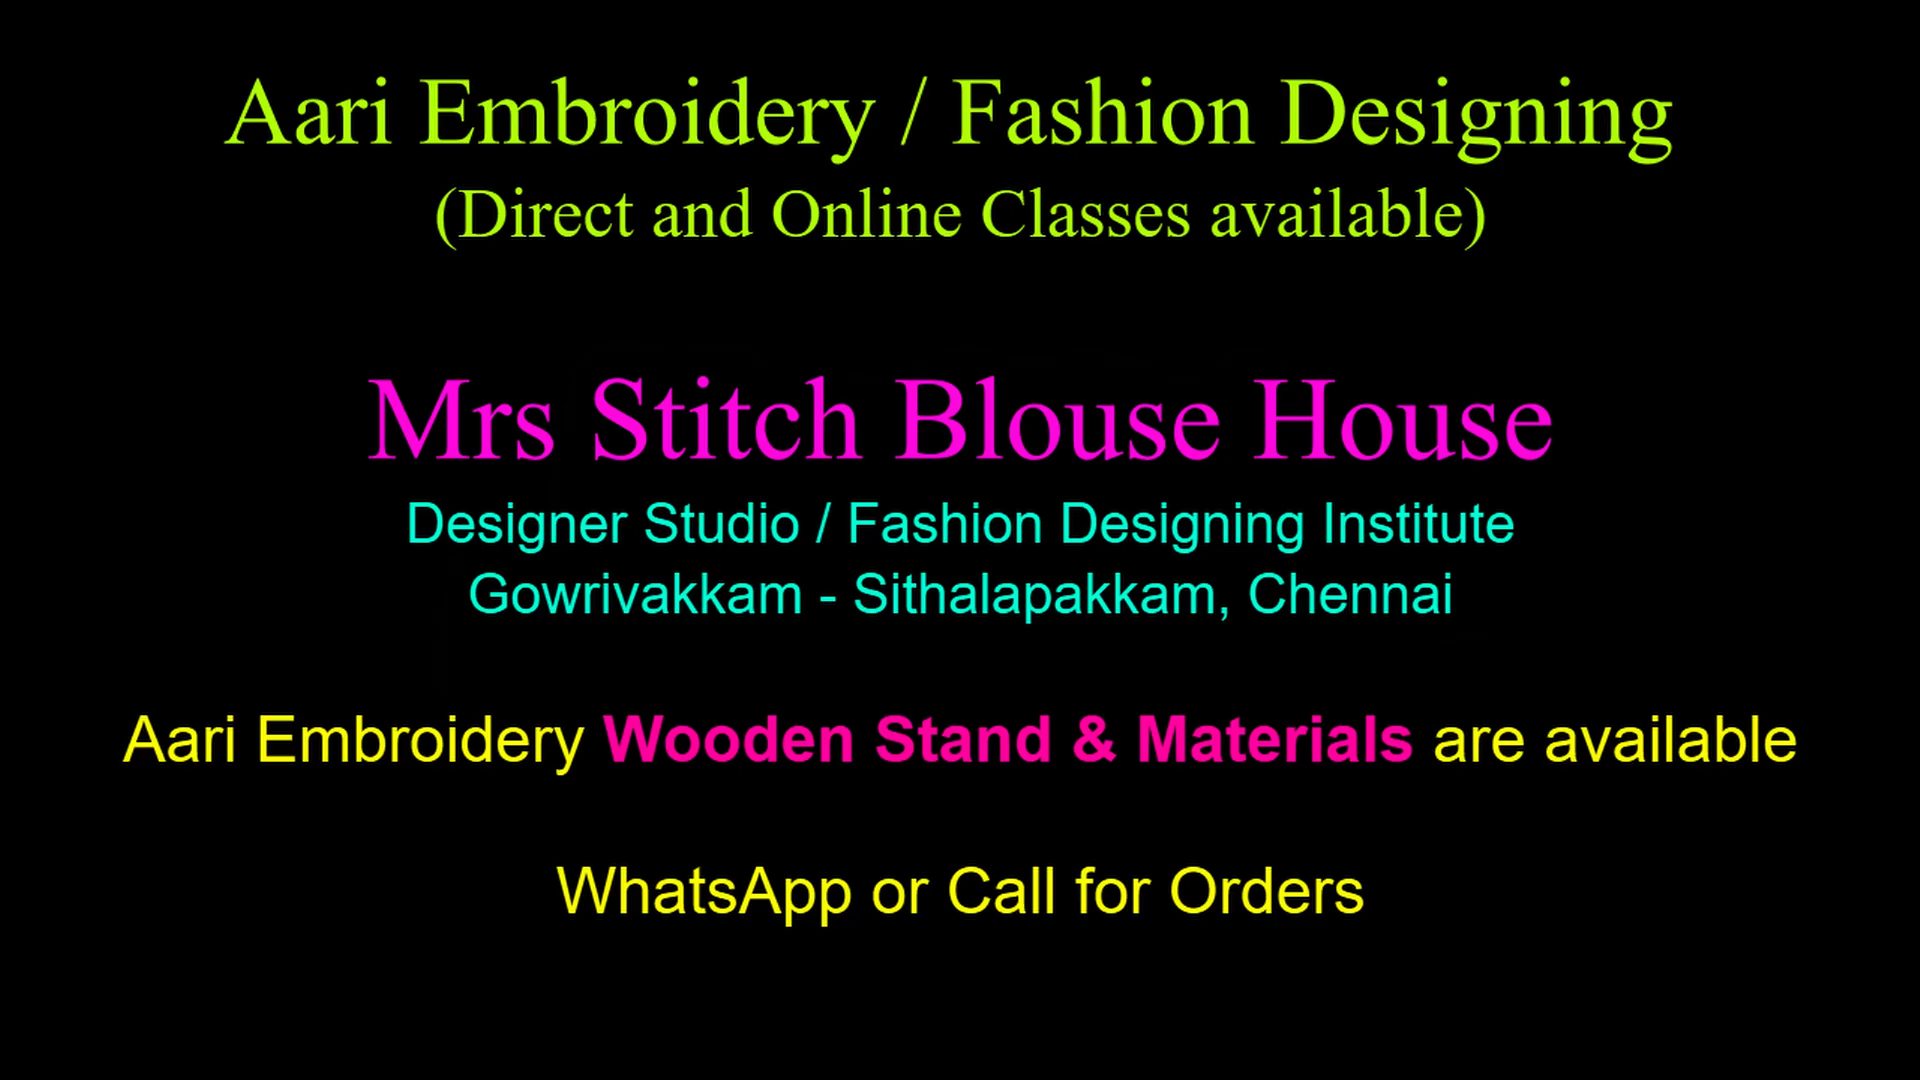 Aari Embroidery / Fashion Designing
(Direct and Online Classes available)
Mrs Stitch Blouse House
Designer Studio / Fashion Designing Institute
Gowrivakkam - Sithalapakkam, Chennai
Aari Embroidery Wooden Stand & Materials are available
WhatsApp or Call for Orders